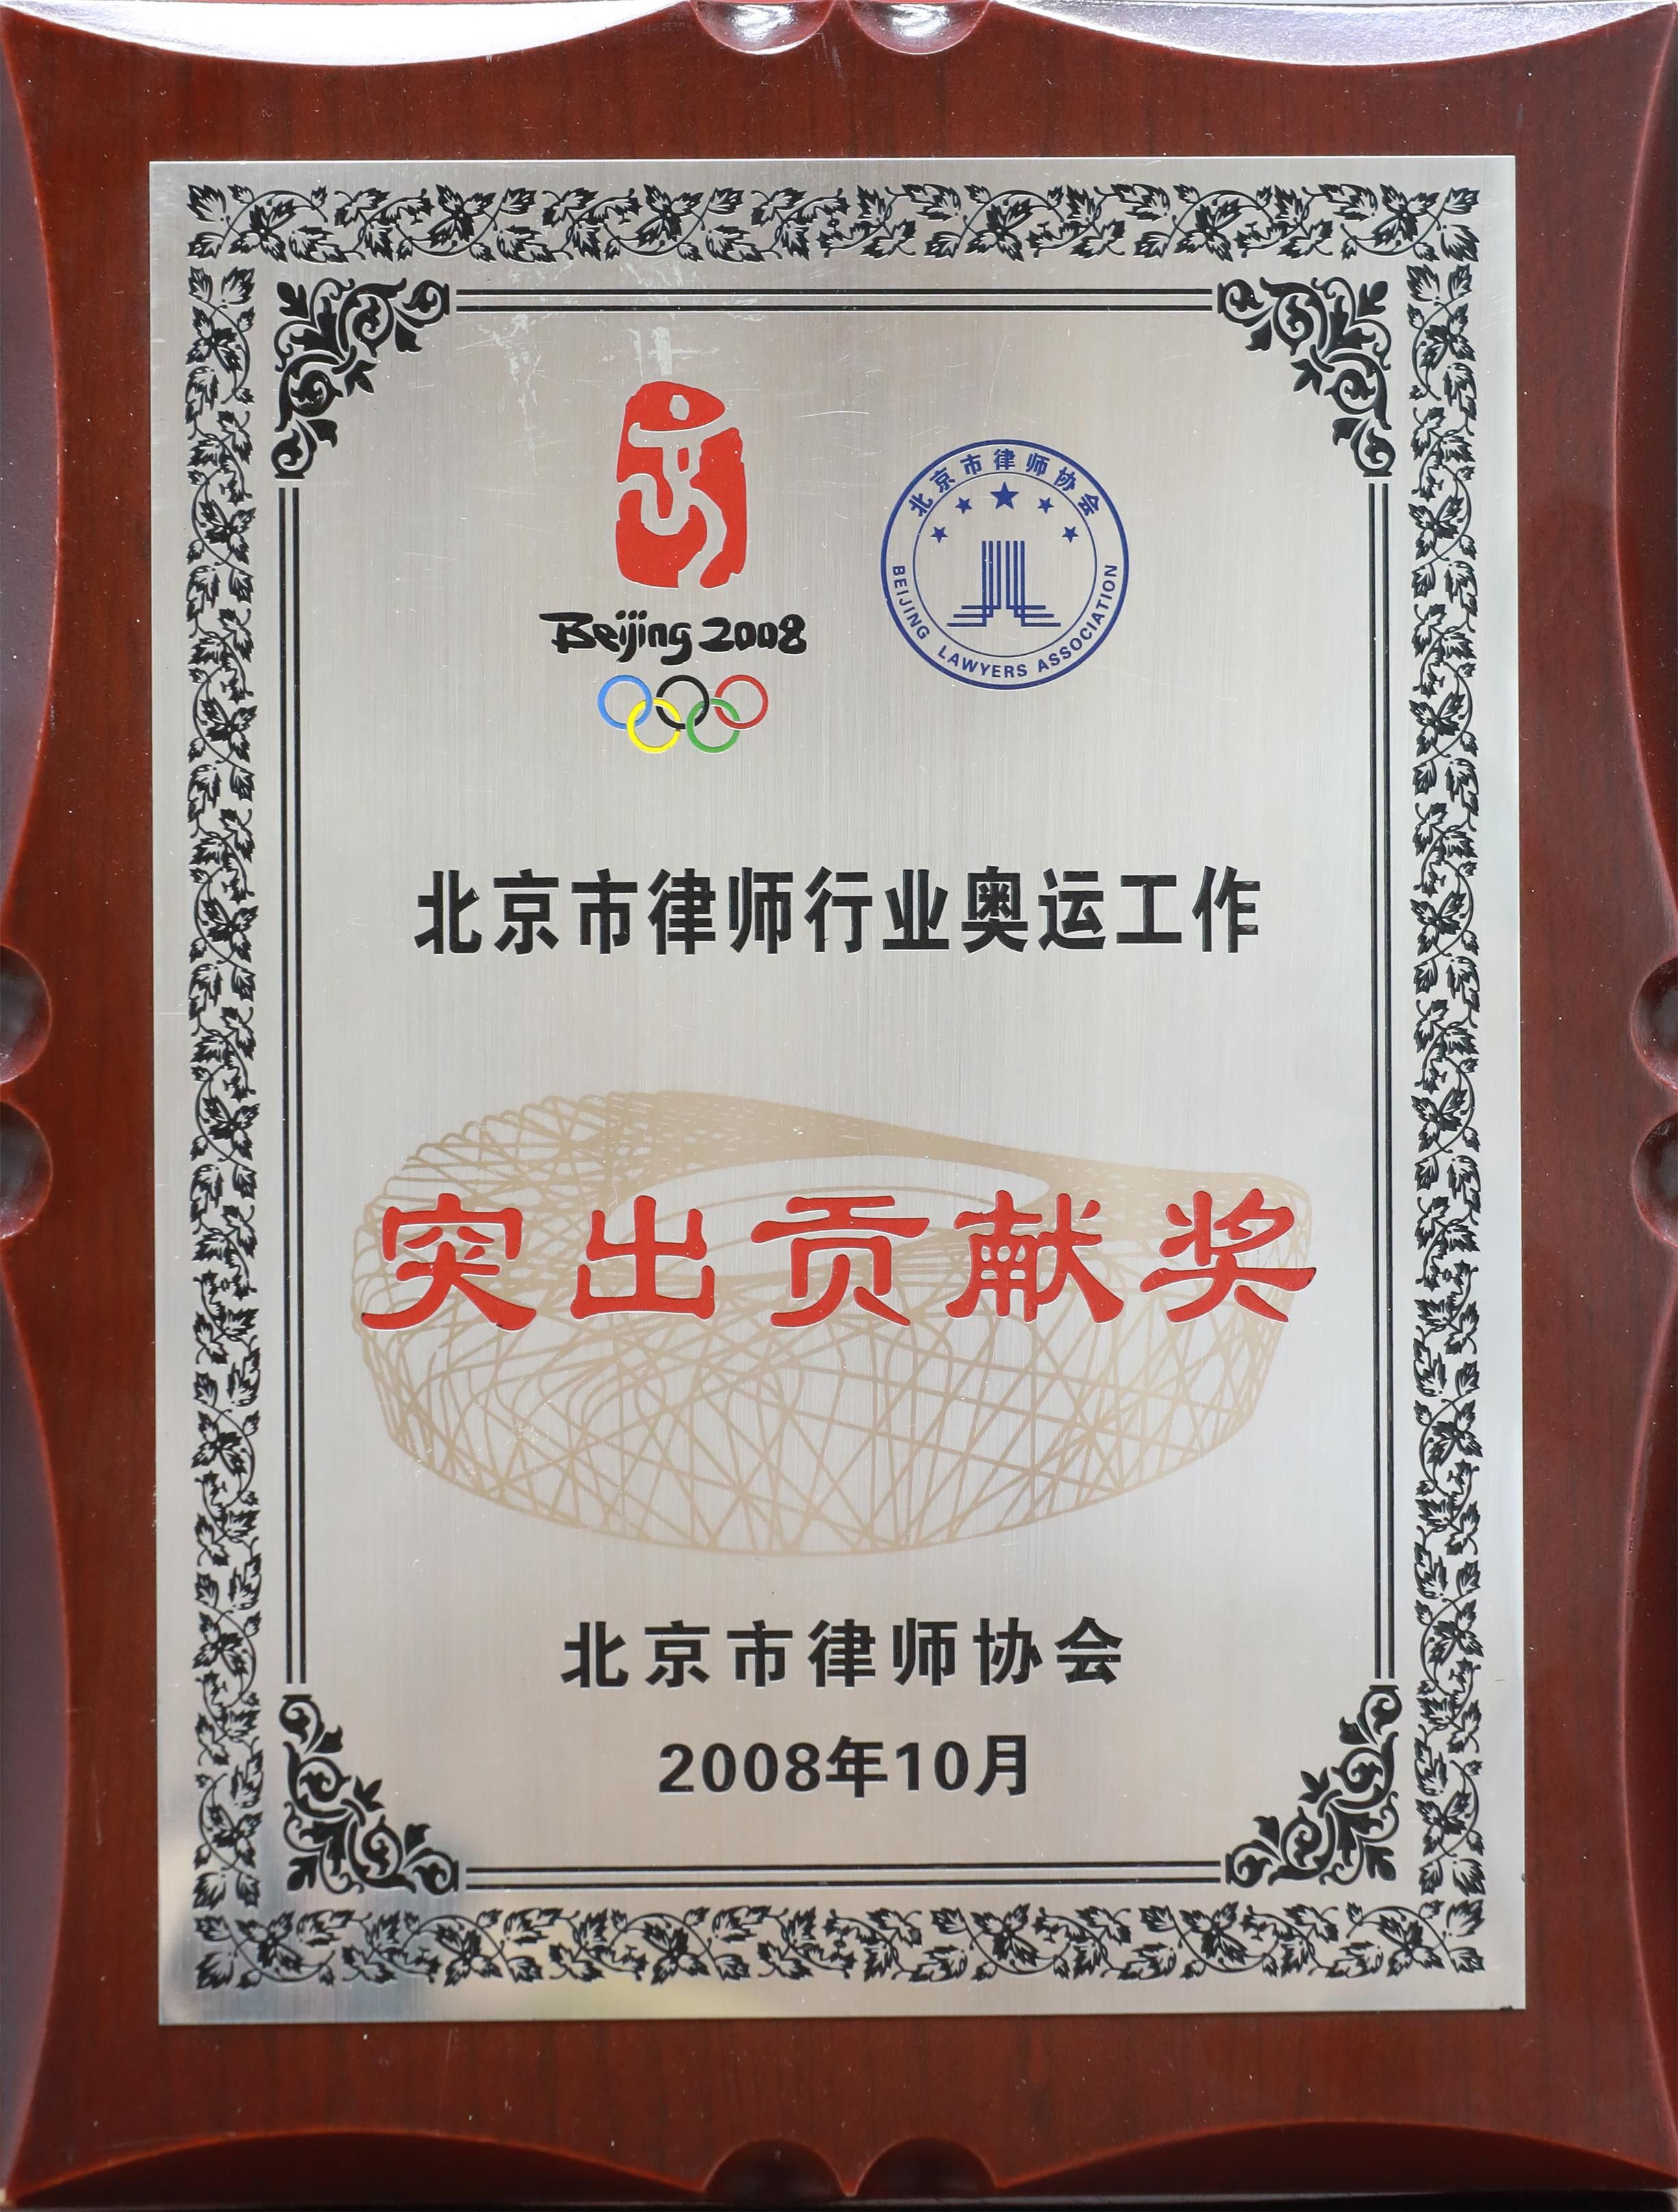 Beijing 2008
北京市律师协会
BEIJING LAWYERS ASSOCIATION
北京市律师行业奥运工作
突出贡献奖
北京市律师协会
2008年10月